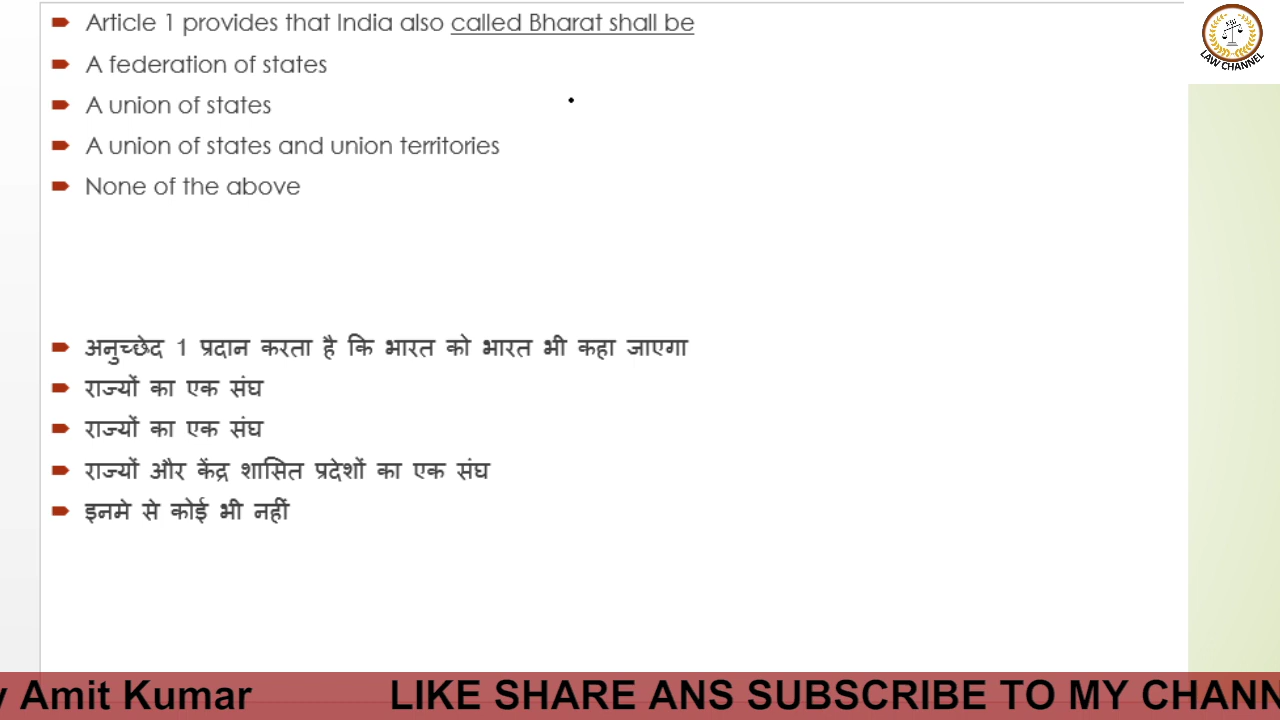 Article 1 provides that India also called Bharat shall be
A federation of states
A union of states
A union of states and union territories
None of the above
अनुच्छेद 1 प्रदान करता है कि भारत को भारत भी कहा जाएगा
राज्यों का एक संघ
राज्यों का एक संघ
राज्यों और केंद्र शासित प्रदेशों का एक संघ
इनमे से कोई भी नहीं
LAW CHANNEL
y Amit Kumar LIKE SHARE ANS SUBSCRIBE TO MY CHANN